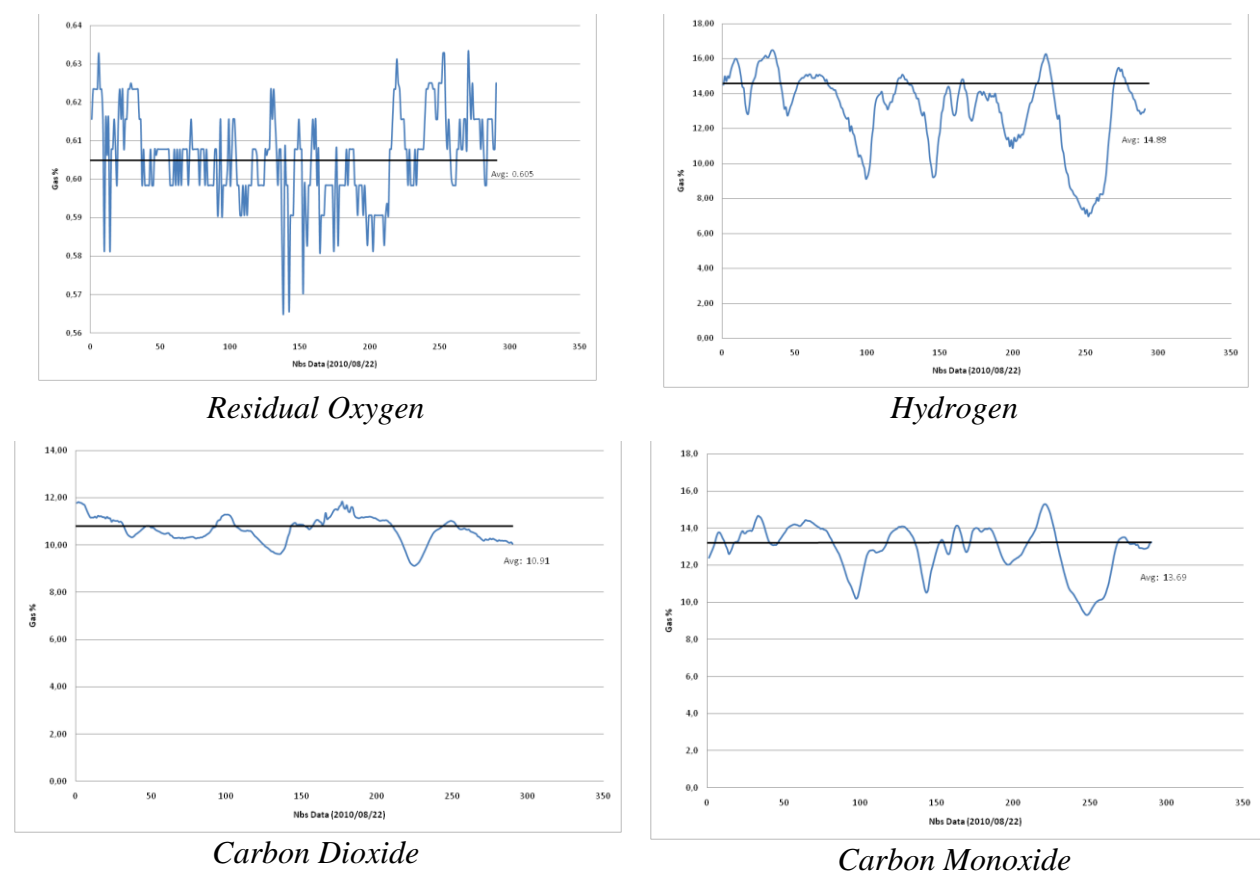 0,64
0,63
0,62
0,61
0,60
0,59
0,58
0,57
0,56
Gas %
Avg: 0.605
0 50 100 150 200 250 300 350
Nbs Data (2010/08/22)
Residual Oxygen
18,00
16,00
14,00
12,00
10,00
8,00
6,00
4,00
2,00
0,00
Gas %
Avg: 14.88
0 50 100 150 200 250 300 350
Nbs Data (2010/08/22)
Hydrogen
14,00
12,00
10,00
8,00
6,00
4,00
2,00
0,00
Gas %
Avg: 10.91
0 50 100 150 200 250 300 350
Nbs Data (2010/08/22)
Carbon Dioxide
18,0
16,0
14,0
12,0
10,0
8,0
6,0
4,0
2,0
0,0
Gas %
Avg: 13.69
0 50 100 150 200 250 300 350
Nbs Data (2010/08/22)
Carbon Monoxide